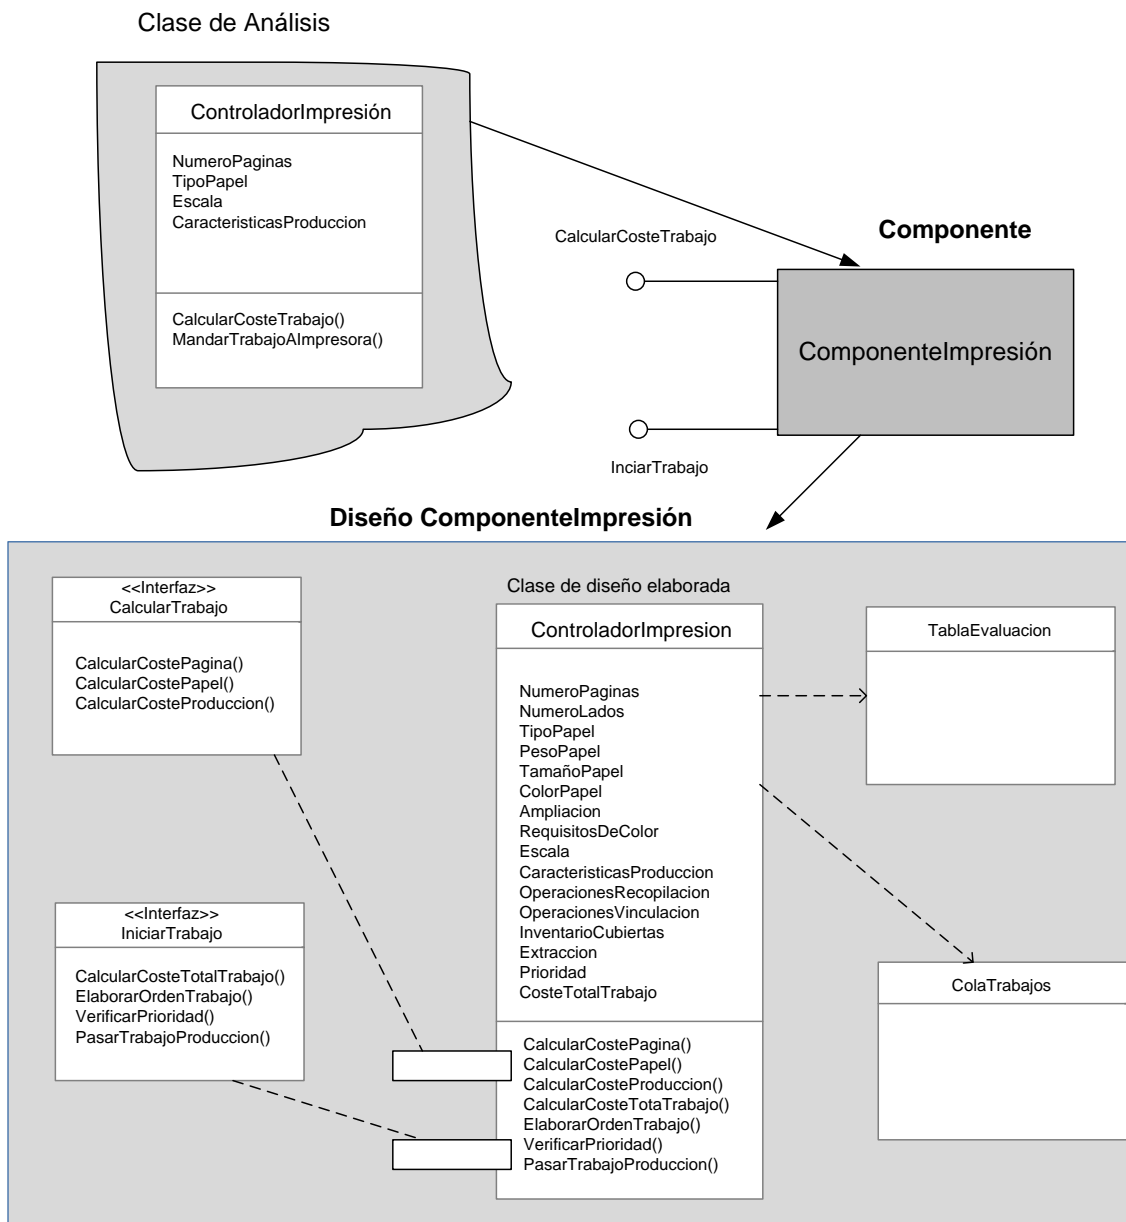 Clase de Análisis
ControladorImpresión
NumeroPaginas
TipoPapel
Escala
CaracteristicasProduccion
CalcularCosteTrabajo()
MandarTrabajoAImpresora()
CalcularCosteTrabajo
Componente
ComponenteImpresión
InciarTrabajo
Diseño ComponenteImpresión
<<Interfaz>>
CalcularTrabajo
CalcularCostePagina()
CalcularCostePapel()
CalcularCosteProduccion()
<<Interfaz>>
IniciarTrabajo
CalcularCosteTotalTrabajo()
ElaborarOrdenTrabajo()
VerificarPrioridad()
PasarTrabajoProduccion()
Clase de diseño elaborada
ControladorImpresion
NumeroPaginas
NumeroLados
TipoPapel
PesoPapel
TamañoPapel
ColorPapel
Ampliacion
RequisitosDeColor
Escala
CaracteristicasProduccion
OperacionesRecopilacion
OperacionesVinculacion
InventarioCubiertas
Extraccion
Prioridad
CosteTotalTrabajo
CalcularCostePagina()
CalcularCostePapel()
CalcularCosteProduccion()
CalcularCosteTotaTrabajo()
ElaborarOrdenTrabajo()
VerificarPrioridad()
PasarTrabajoProduccion()
TablaEvaluacion
ColaTrabajos